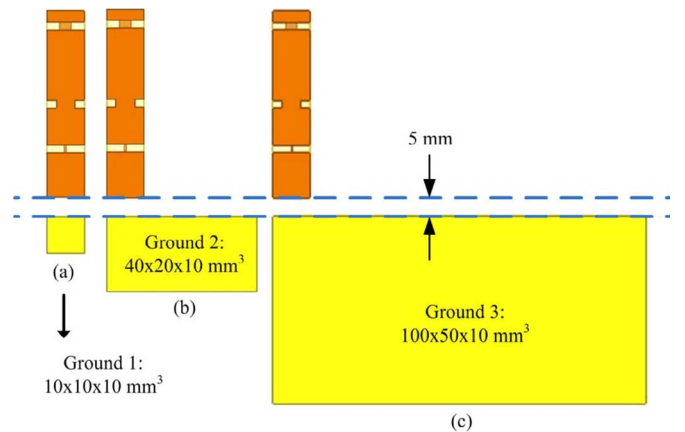 5 mm
Ground 2:
40x20x10 mm³
(a)
(b)
Ground 3:
100x50x10 mm³
Ground 1:
10x10x10 mm³
(c)